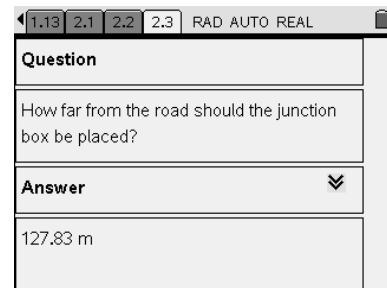 1.13 2.1 2.2 2.3 RAD AUTO REAL
Question
How far from the road should the junction
box be placed?
Answer
127.83 m